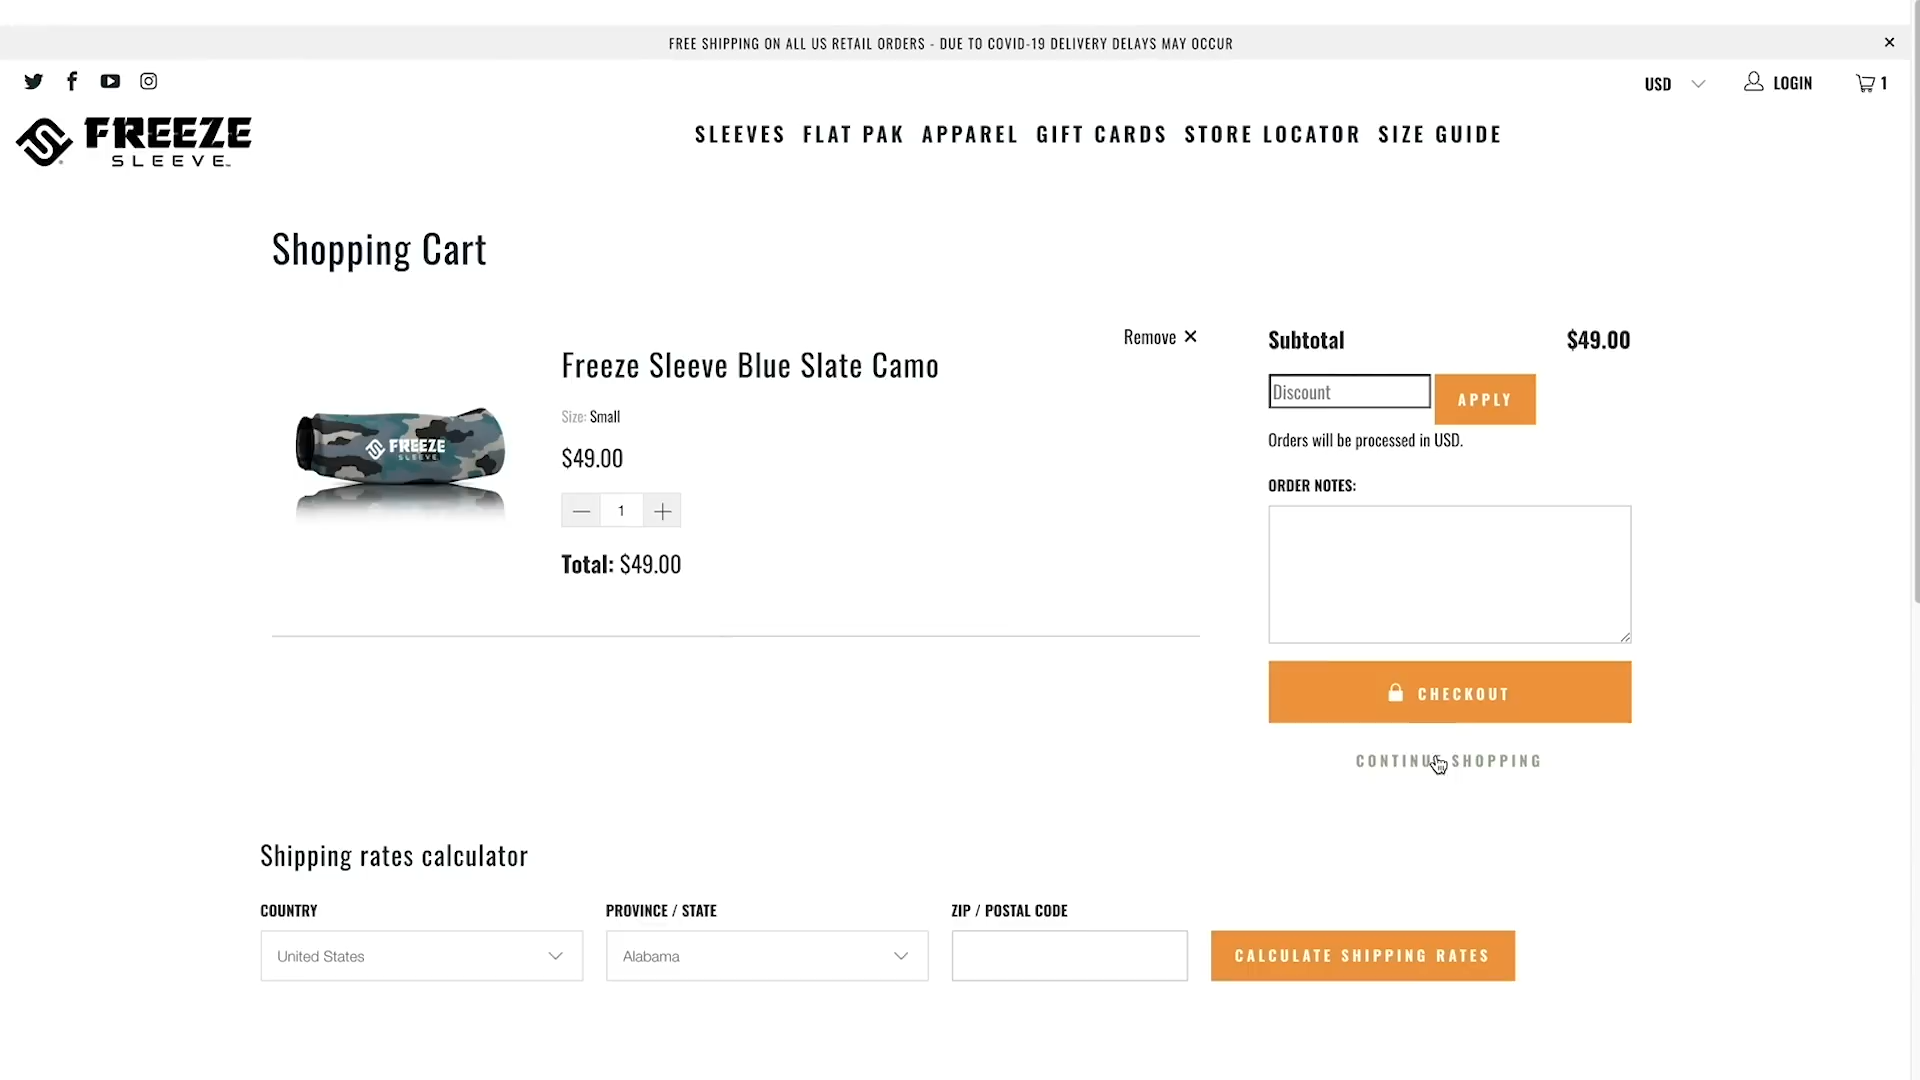 FREE SHIPPING ON ALL US RETAIL ORDERS - DUE TO COVID-19 DELIVERY DELAYS MAY OCCUR
USD
LOGIN
1
FREEZE
SLEEVE
SLEEVES FLAT PAK APPAREL GIFT CARDS STORE LOCATOR SIZE GUIDE
Shopping Cart
Remove
Freeze Sleeve Blue Slate Camo
Size: Small
$49.00
1
Total: $49.00
FREEZE
SLEEVE
Subtotal $49.00
Discount
APPLY
Orders will be processed in USD.
ORDER NOTES:
CHECKOUT
CONTINUE SHOPPING
Shipping rates calculator
COUNTRY
United States
PROVINCE / STATE
Alabama
ZIP / POSTAL CODE
CALCULATE SHIPPING RATES